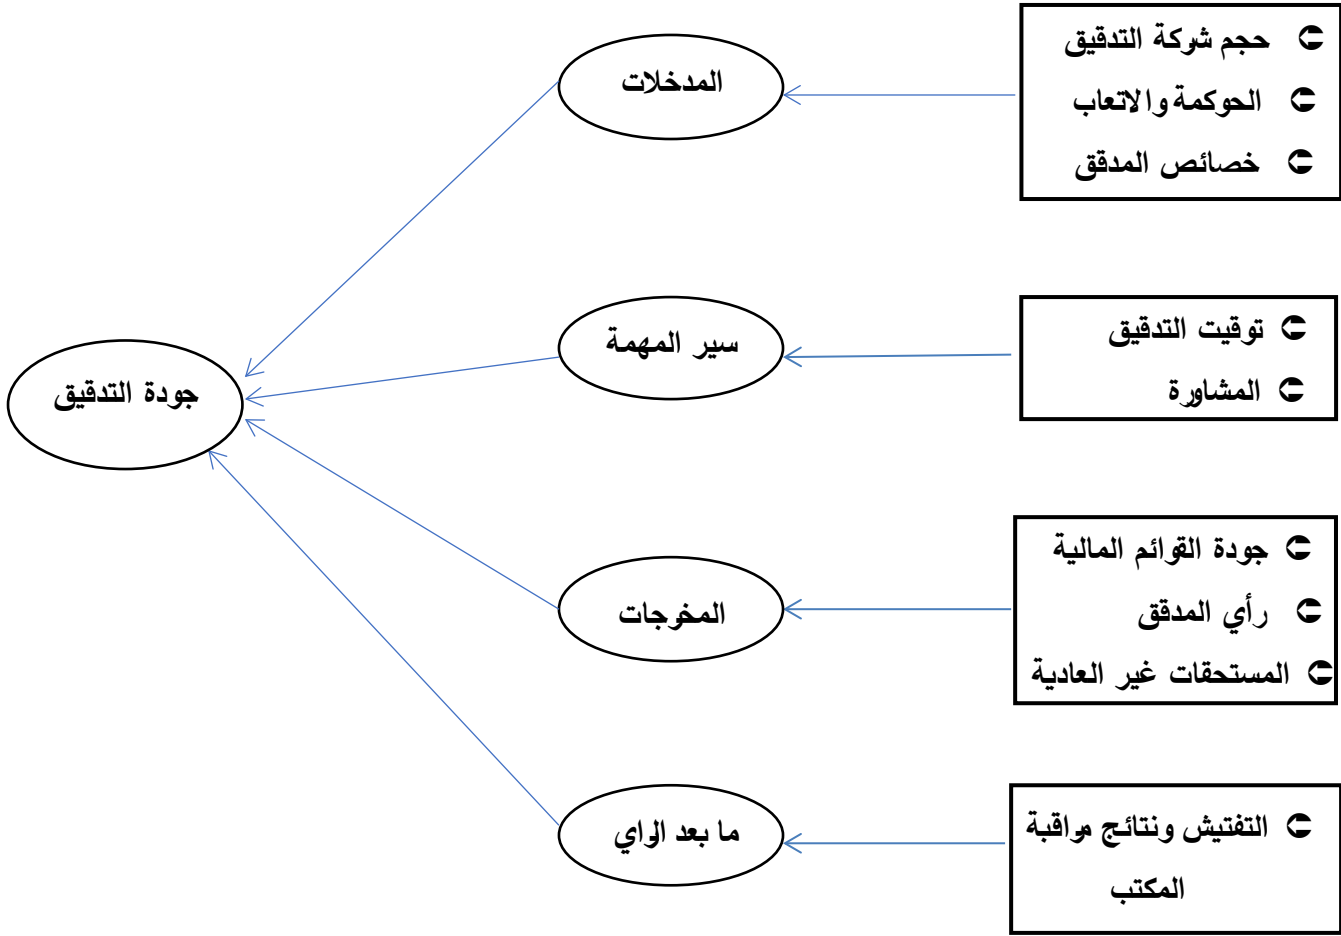 حجم شركة التدقيق
الحوكمة والاتعاب
خصائص المدقق
المدخلات
توقيت التدقيق
المشاورة
سير المهمة
جودة التدقيق
جودة القوائم المالية
رأي المدقق
المستحقات غير العادية
المخرجات
التفتيش ونتائج مراقبة
المكتب
ما بعد الراي